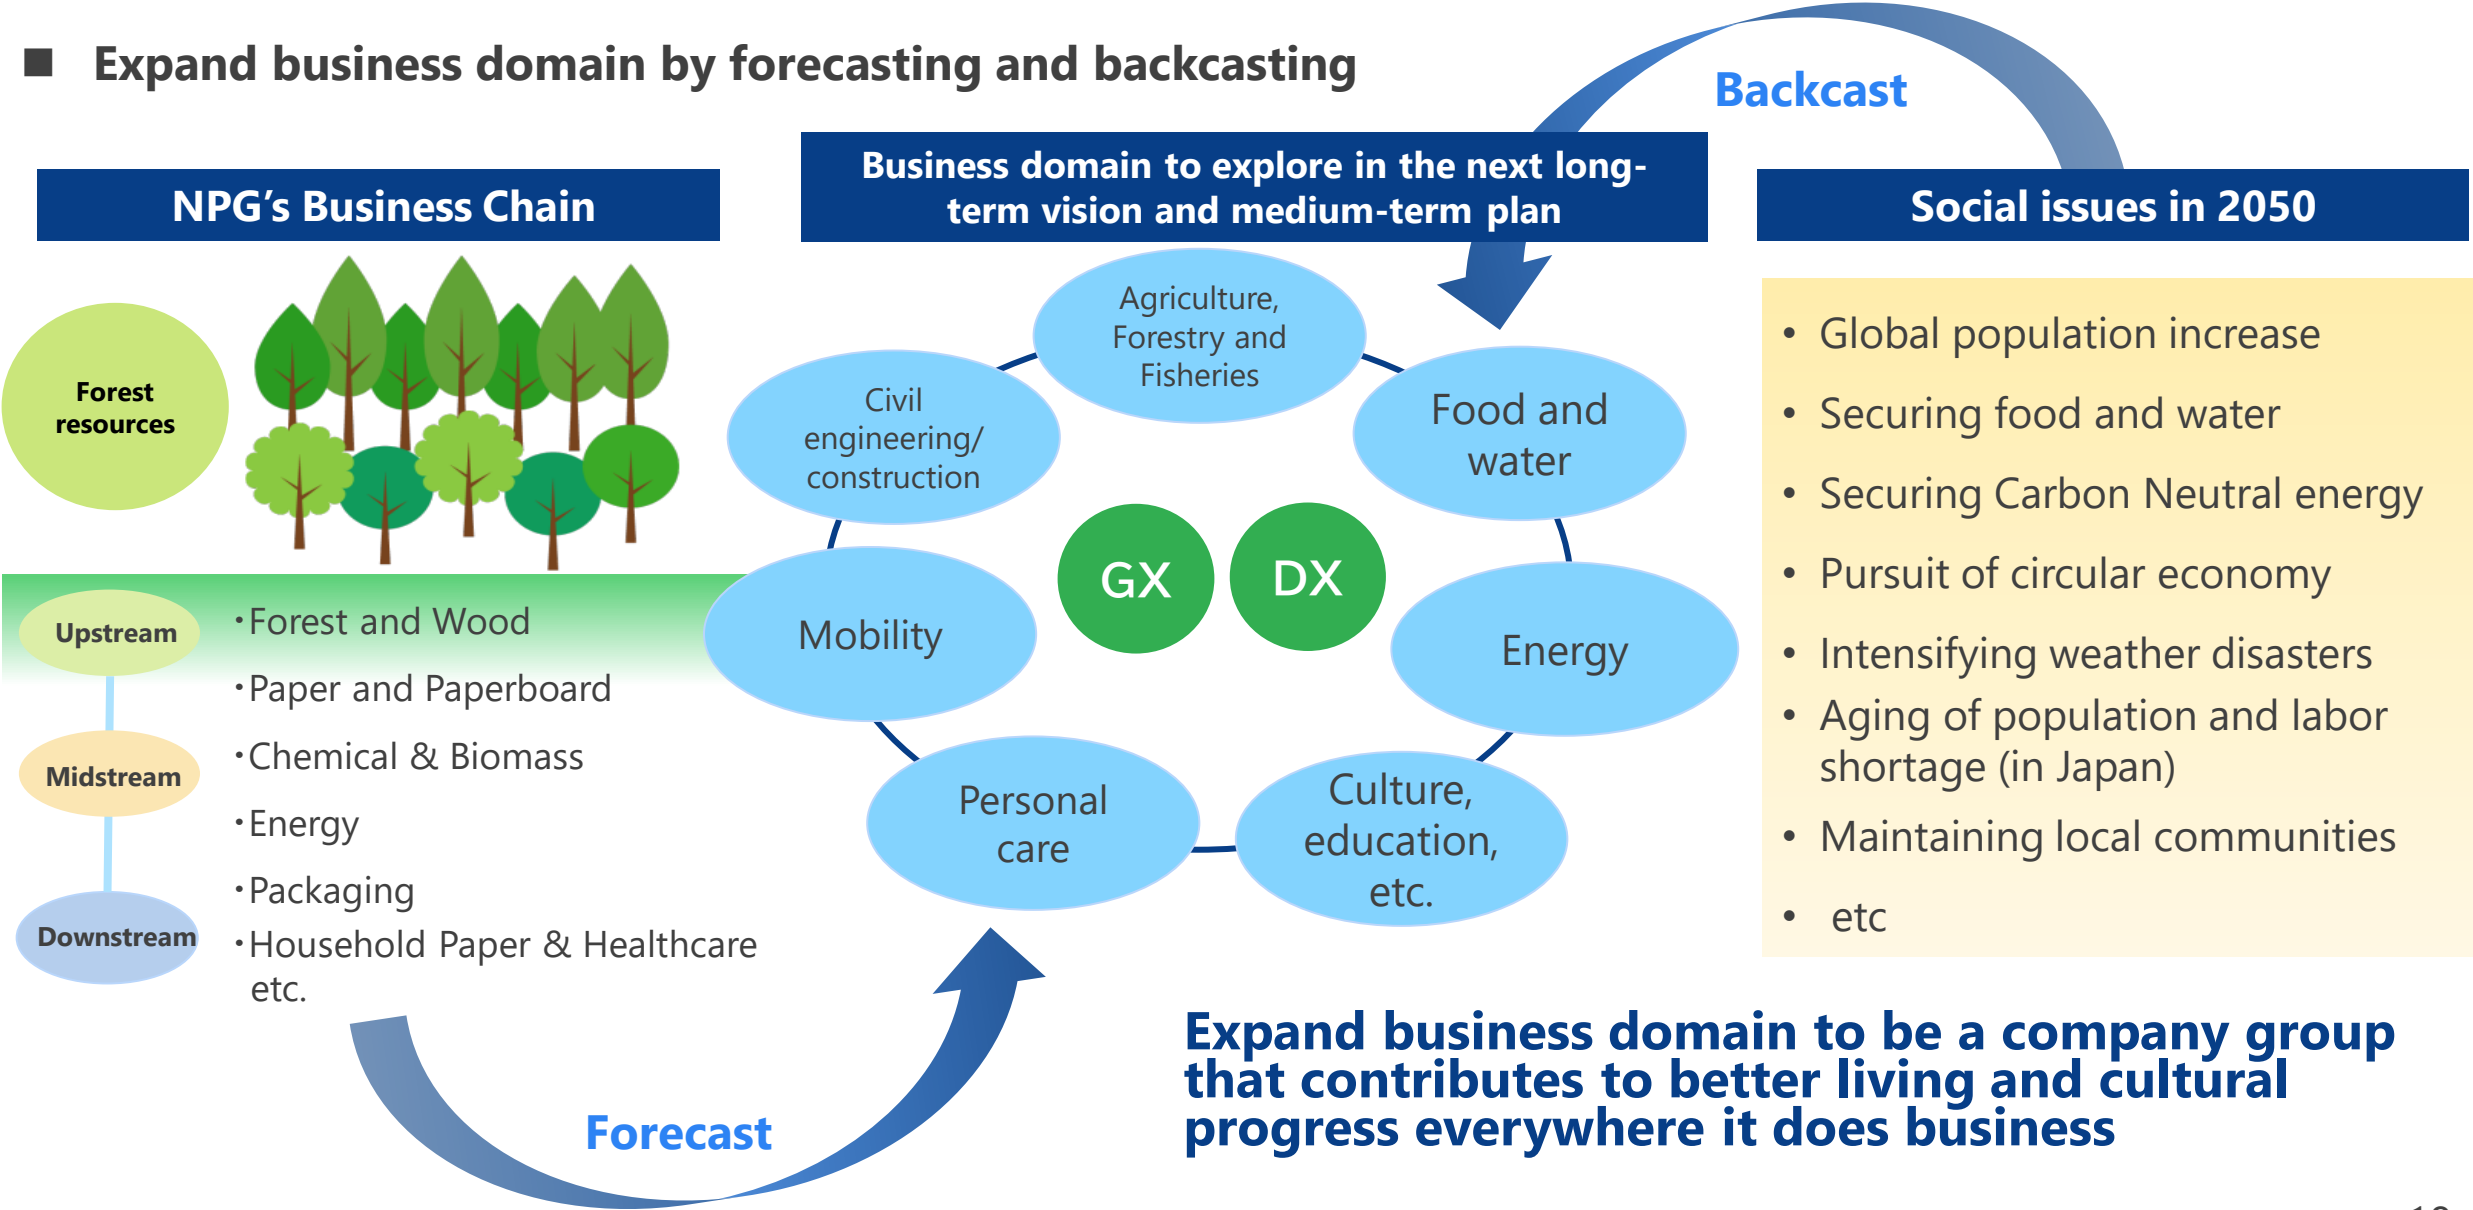 ■ Expand business domain by forecasting and backcasting
Backcast
NPG’s Business Chain
Forest
resources
Upstream
Midstream
Downstream
・Forest and Wood
・Paper and Paperboard
・Chemical & Biomass
・Energy
・Packaging
・Household Paper & Healthcare
etc.
Forecast
Business domain to explore in the next long-
term vision and medium-term plan
Agriculture,
Forestry and
Fisheries
Civil
engineering/
construction
Food and
water
GX
DX
Mobility
Energy
Personal
care
Culture,
education,
etc.
Social issues in 2050
• Global population increase
• Securing food and water
• Securing Carbon Neutral energy
• Pursuit of circular economy
• Intensifying weather disasters
• Aging of population and labor
shortage (in Japan)
• Maintaining local communities
• etc
Expand business domain to be a company group
that contributes to better living and cultural
progress everywhere it does business